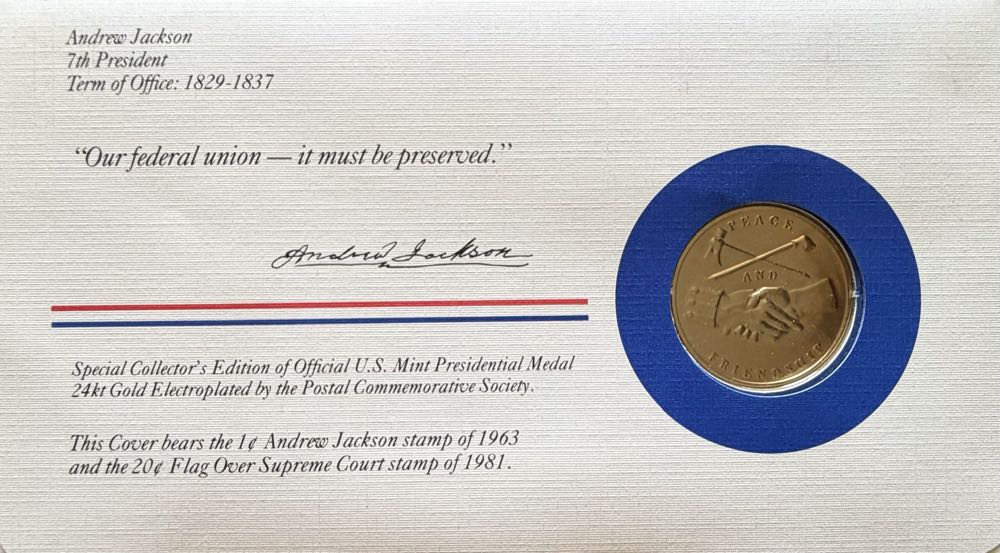 Andrew Jackson
7th President
Term of Office: 1829-1837
“Our federal union — it must be preserved.”
Andrew Jackson
Special Collector's Edition of Official U.S. Mint Presidential Medal
24kt Gold Electroplated by the Postal Commemorative Society.
This Cover bears the 1¢ Andrew Jackson stamp of 1963
and the 20¢ Flag Over Supreme Court stamp of 1981.
PEACE
AND
FRIENDSHIP